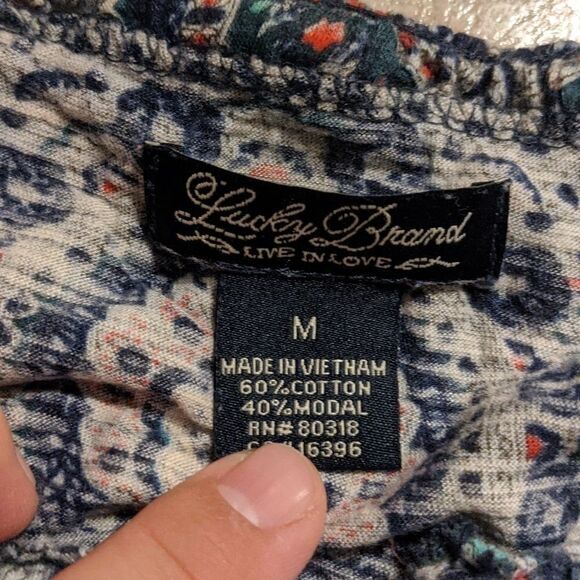 Lucky Brand
LIVE IN LOVE
M
MADE IN VIETNAM
60%COTTON
40%MODAL
RN# 80318
16396